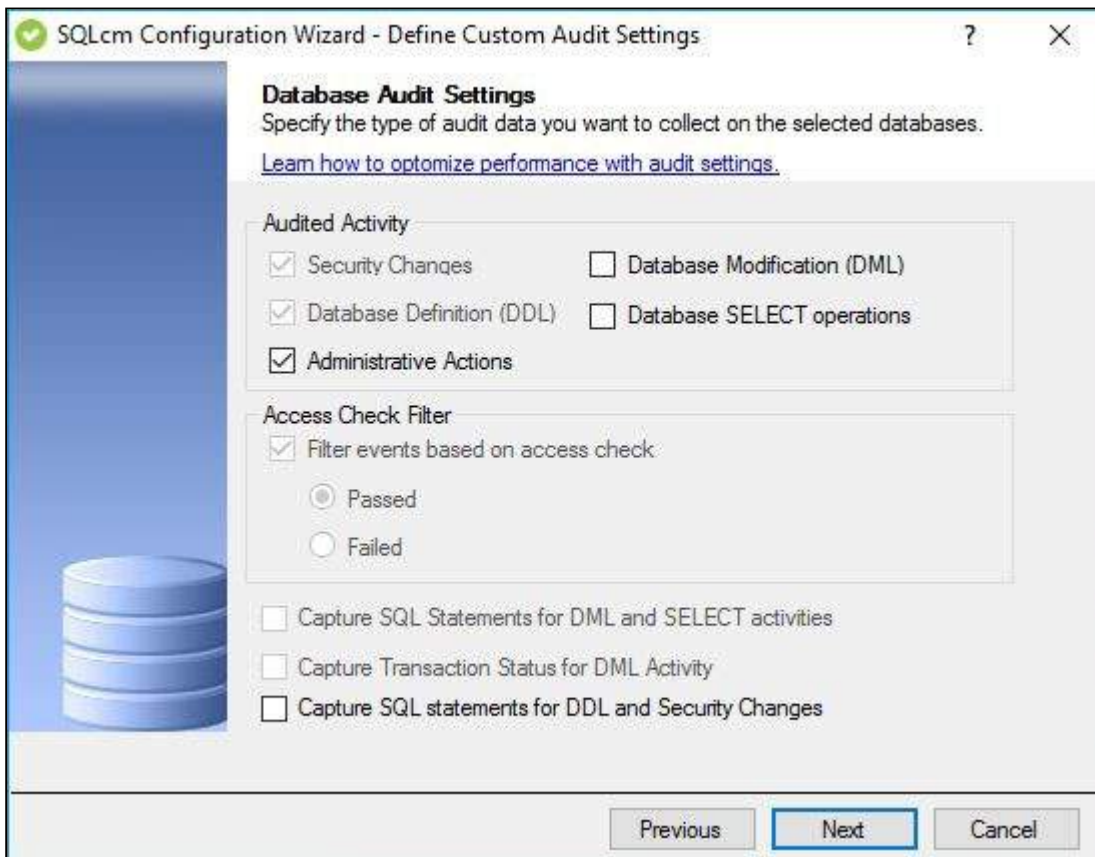 SQLcm Configuration Wizard - Define Custom Audit Settings ? X
Database Audit Settings
Specify the type of audit data you want to collect on the selected databases.
Learn how to optomize performance with audit settings.
Audited Activity
Security Changes
Database Modification (DML)
Database Definition (DDL)
Database SELECT operations
Administrative Actions
Access Check Filter
Filter events based on access check
Passed
Failed
Capture SQL Statements for DML and SELECT activities
Capture Transaction Status for DML Activity
Capture SQL statements for DDL and Security Changes
Previous Next Cancel